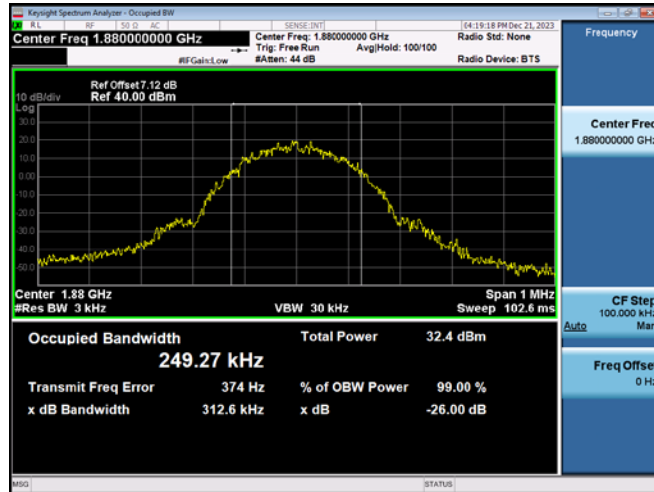 Keysight Spectrum Analyzer - Occupied BW
RL RF 50 Ω AC SENSE:INT 04:19:18 PM Dec 21, 2023
Center Freq 1.880000000 GHz
Center Freq: 1.880000000 GHz
Radio Std: None
Trig: Free Run Avg|Hold: 100/100
#IFGain:Low #Atten: 44 dB Radio Device: BTS
Ref Offset 7.12 dB
10 dB/div Ref 40.00 dBm
Log
30.0
20.0
10.0
0.00
-10.0
-20.0
-30.0
-40.0
-50.0
Center 1.88 GHz Span 1 MHz
#Res BW 3 kHz VBW 30 kHz Sweep 102.6 ms
Occupied Bandwidth Total Power 32.4 dBm
249.27 kHz
Transmit Freq Error 374 Hz % of OBW Power 99.00 %
x dB Bandwidth 312.6 kHz x dB -26.00 dB
MSG STATUS
Frequency
Center Freq
1.880000000 GHz
CF Step
100.000 kHz
Auto Man
Freq Offset
0 Hz